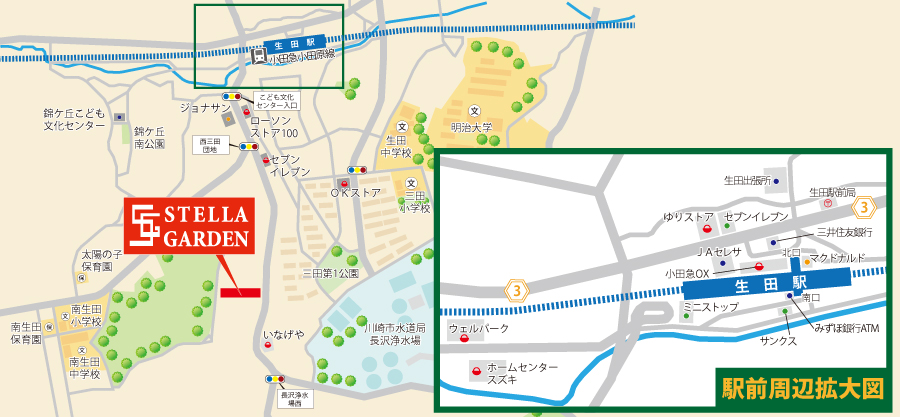 生田駅
小田急小田原線
こども文化
センター入口
ジョナサン
ローソン
ストア100
錦ケ丘こども
文化センター
錦ケ丘
南公園
西三田
団地
セブン
イレブン
文
生田
中学校
文
明治大学
OKストア
文
三田
小学校
STELLA
GARDEN
太陽の子
保育園
保
三田第1公園
文
南生田
小学校
南生田
保育園
保
文
南生田
中学校
いなげや
川崎市水道局
長沢浄水場
長沢浄水
場西
生田出張所
生田駅前局
3
ゆりストア
セブンイレブン
三井住友銀行
北口
JAセレサ
マクドナルド
小田急OX
生田駅
3
南口
ミニストップ
サンクス
みずほ銀行ATM
ウェルパーク
ホームセンター
スズキ
駅前周辺拡大図